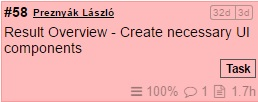 #58 Preznyák László 32d 3d
Result Overview - Create necessary UI
components
Task
100% 1 1.7h